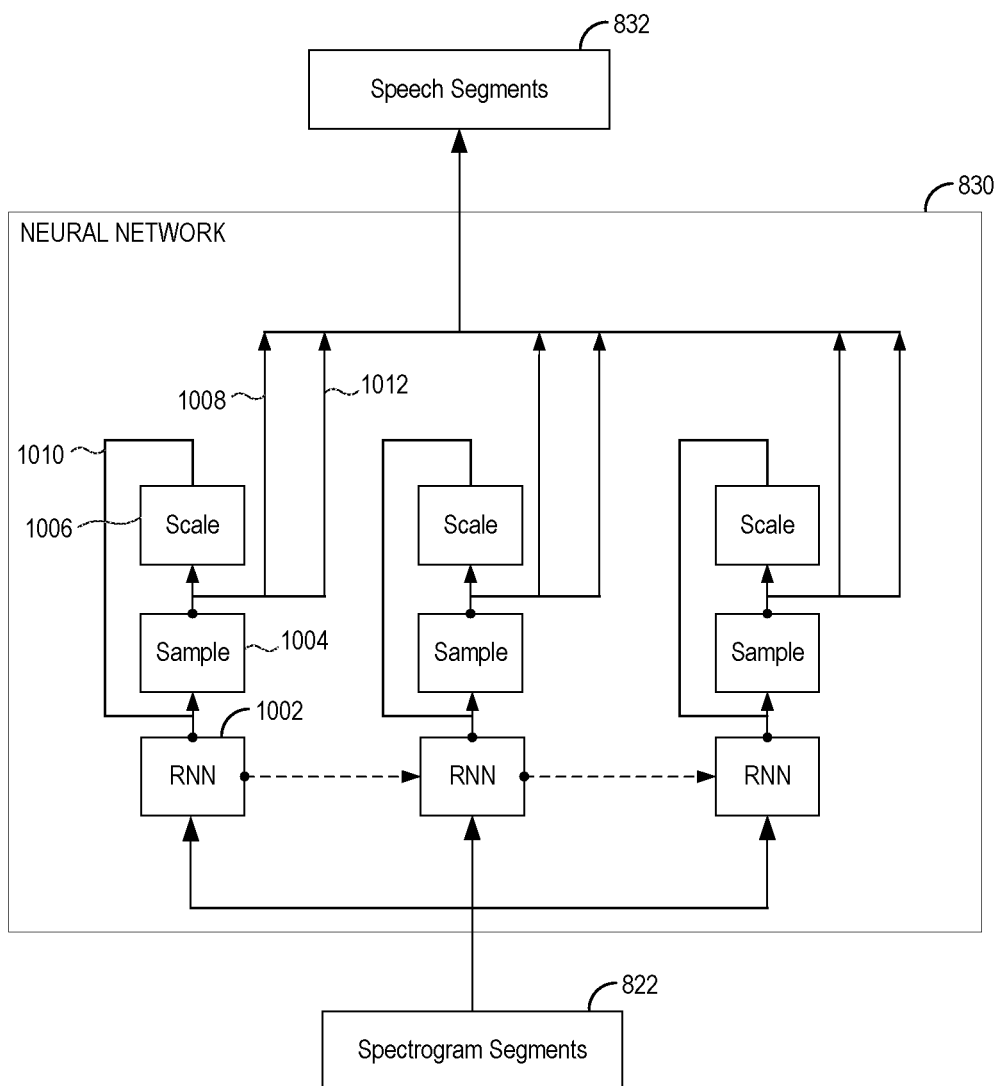 832
Speech Segments
830
NEURAL NETWORK
1008
1012
1010
1006
Scale
Scale
Scale
Sample
1004
Sample
Sample
1002
RNN
RNN
RNN
822
Spectrogram Segments